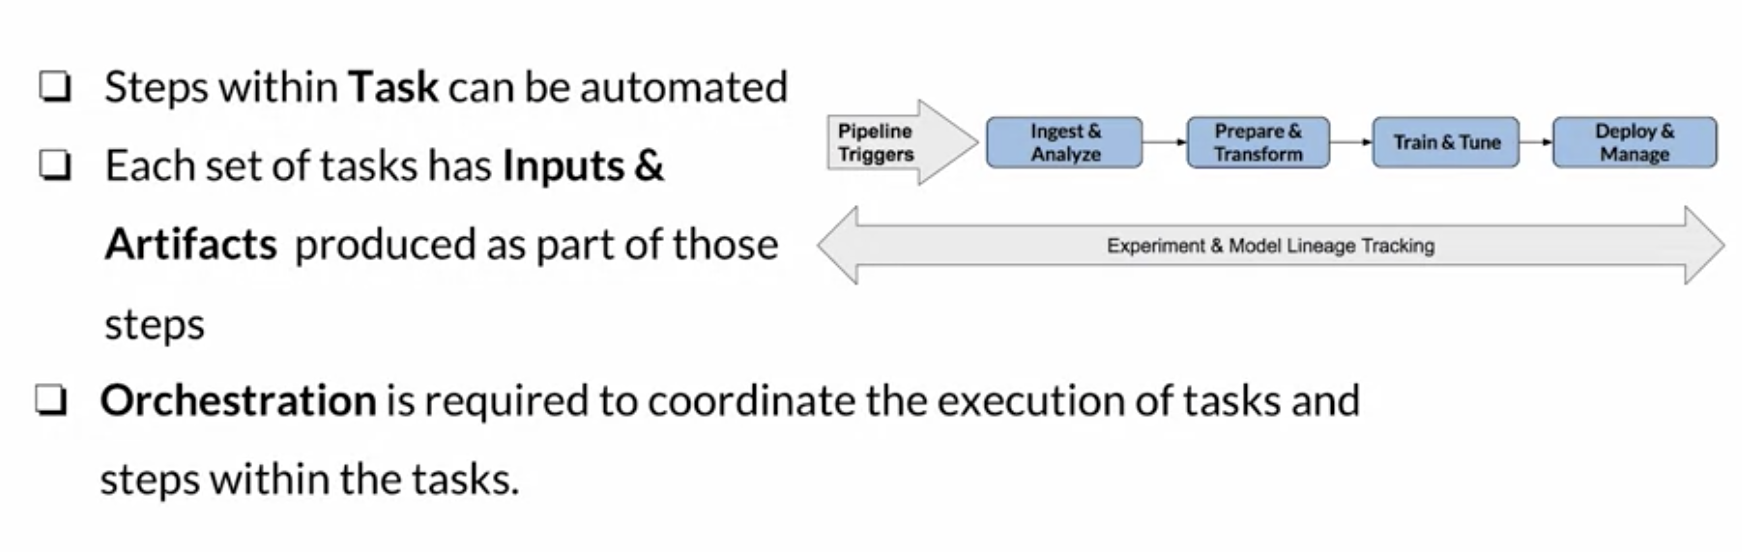 Steps within Task can be automated
Each set of tasks has Inputs &
Artifacts produced as part of those
steps
Orchestration is required to coordinate the execution of tasks and
steps within the tasks.
Pipeline
Triggers
Ingest &
Analyze
Prepare &
Transform
Train & Tune
Deploy &
Manage
Experiment & Model Lineage Tracking